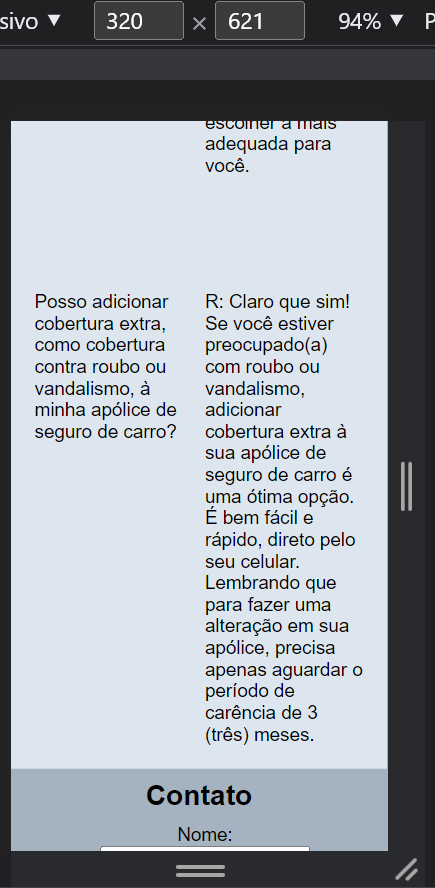 sivo ▼ 320 × 621 94% ▼ P
escolher a mais
adequada para
você.
Posso adicionar
cobertura extra,
como cobertura
contra roubo ou
vandalismo, à
minha apólice de
seguro de carro?
R: Claro que sim!
Se você estiver
preocupado(a)
com roubo ou
vandalismo,
adicionar
cobertura extra à
sua apólice de
seguro de carro é
uma ótima opção.
É bem fácil e
rápido, direto pelo
seu celular.
Lembrando que
para fazer uma
alteração em sua
apólice, precisa
apenas aguardar o
período de
carência de 3
(três) meses.
Contato
Nome: